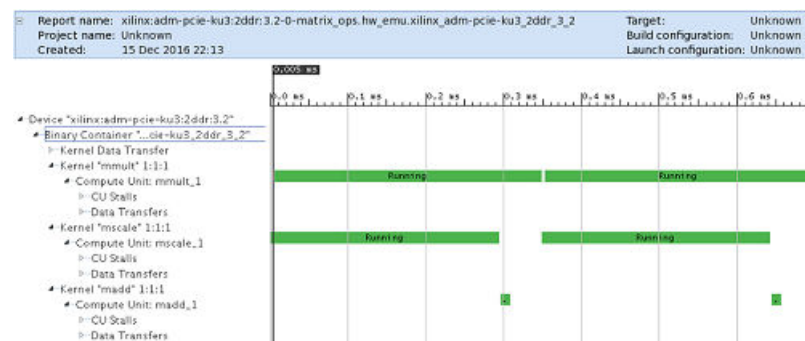 Report name: xilinx:adm-pcie-ku3:2ddr:3.2-0-matrix_ops.hw_emu.xilinx_adm-pcie-ku3_2ddr_3_2 Target: Unknown
Project name: Unknown Build configuration: Unknown
Created: 15 Dec 2016 22:13 Launch configuration: Unknown
0.005 ms
0.0 ms 0.1 ms 0.2 ms 0.3 ms 0.4 ms 0.5 ms 0.6 ms
Device "xilinx:adm-pcie-ku3:2ddr:3.2"
Binary Container "...cie-ku3_2ddr_3_2"
Kernel Data Transfer
Kernel "mmult" 1:1:1
Compute Unit: mmult_1 Running Running
CU Stalls
Data Transfers
Kernel "mscale" 1:1:1
Compute Unit: mscale_1 Running Running
CU Stalls
Data Transfers
Kernel "madd" 1:1:1
Compute Unit: madd_1
CU Stalls
Data Transfers